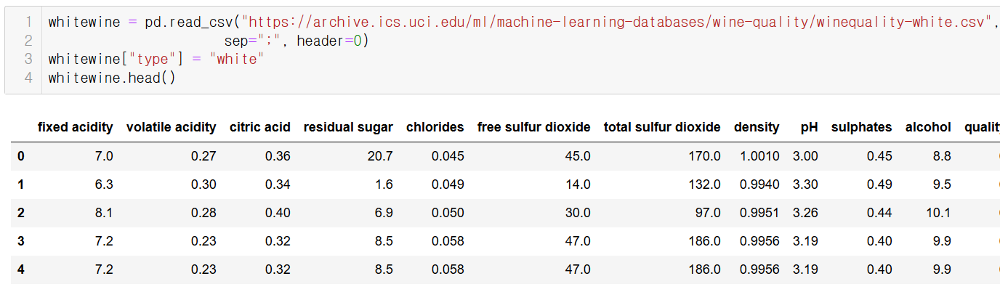 1 whitewine = pd.read_csv("https://archive.ics.uci.edu/ml/machine-learning-databases/wine-quality/winequality-white.csv",
2 sep=";", header=0)
3 whitewine["type"] = "white"
4 whitewine.head()
fixed acidity volatile acidity citric acid residual sugar chlorides free sulfur dioxide total sulfur dioxide density pH sulphates alcohol quality
0 7.0 0.27 0.36 20.7 0.045 45.0 170.0 1.0010 3.00 0.45 8.8
1 6.3 0.30 0.34 1.6 0.049 14.0 132.0 0.9940 3.30 0.49 9.5
2 8.1 0.28 0.40 6.9 0.050 30.0 97.0 0.9951 3.26 0.44 10.1
3 7.2 0.23 0.32 8.5 0.058 47.0 186.0 0.9956 3.19 0.40 9.9
4 7.2 0.23 0.32 8.5 0.058 47.0 186.0 0.9956 3.19 0.40 9.9